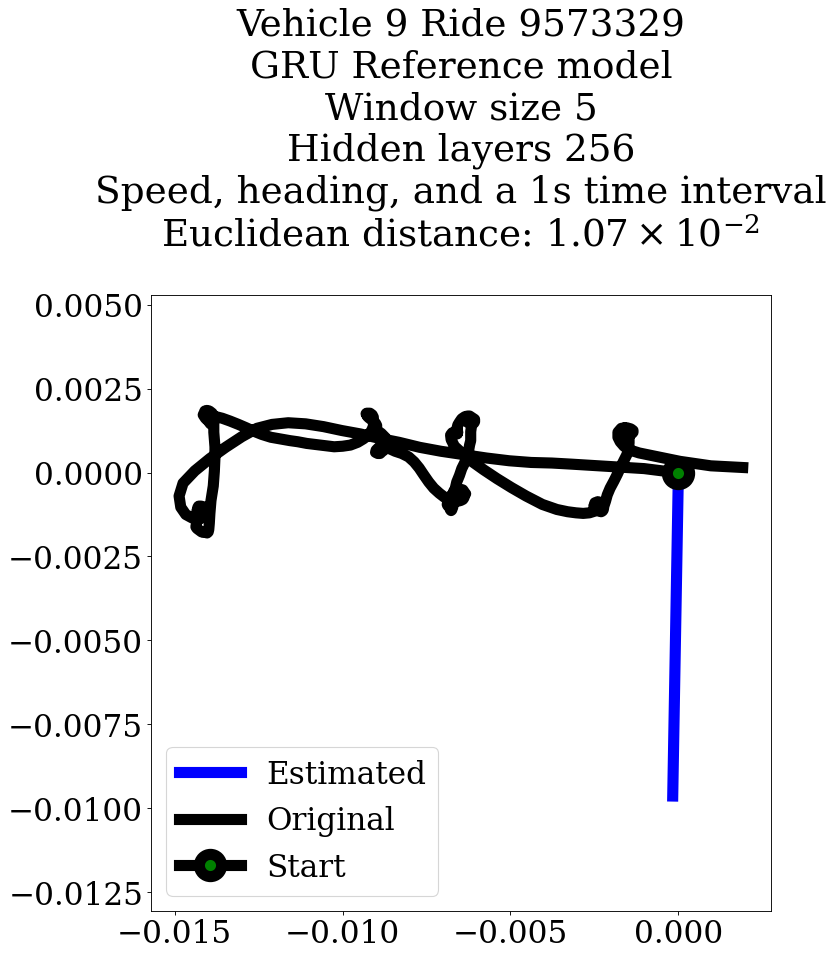 Vehicle 9 Ride 9573329
GRU Reference model
Window size 5
Hidden layers 256
Speed, heading, and a 1s time interval
Euclidean distance: 1.07 × 10⁻²
0.0050
0.0025
0.0000
−0.0025
−0.0050
−0.0075
−0.0100
−0.0125
Estimated
Original
Start
−0.015 −0.010 −0.005 0.000